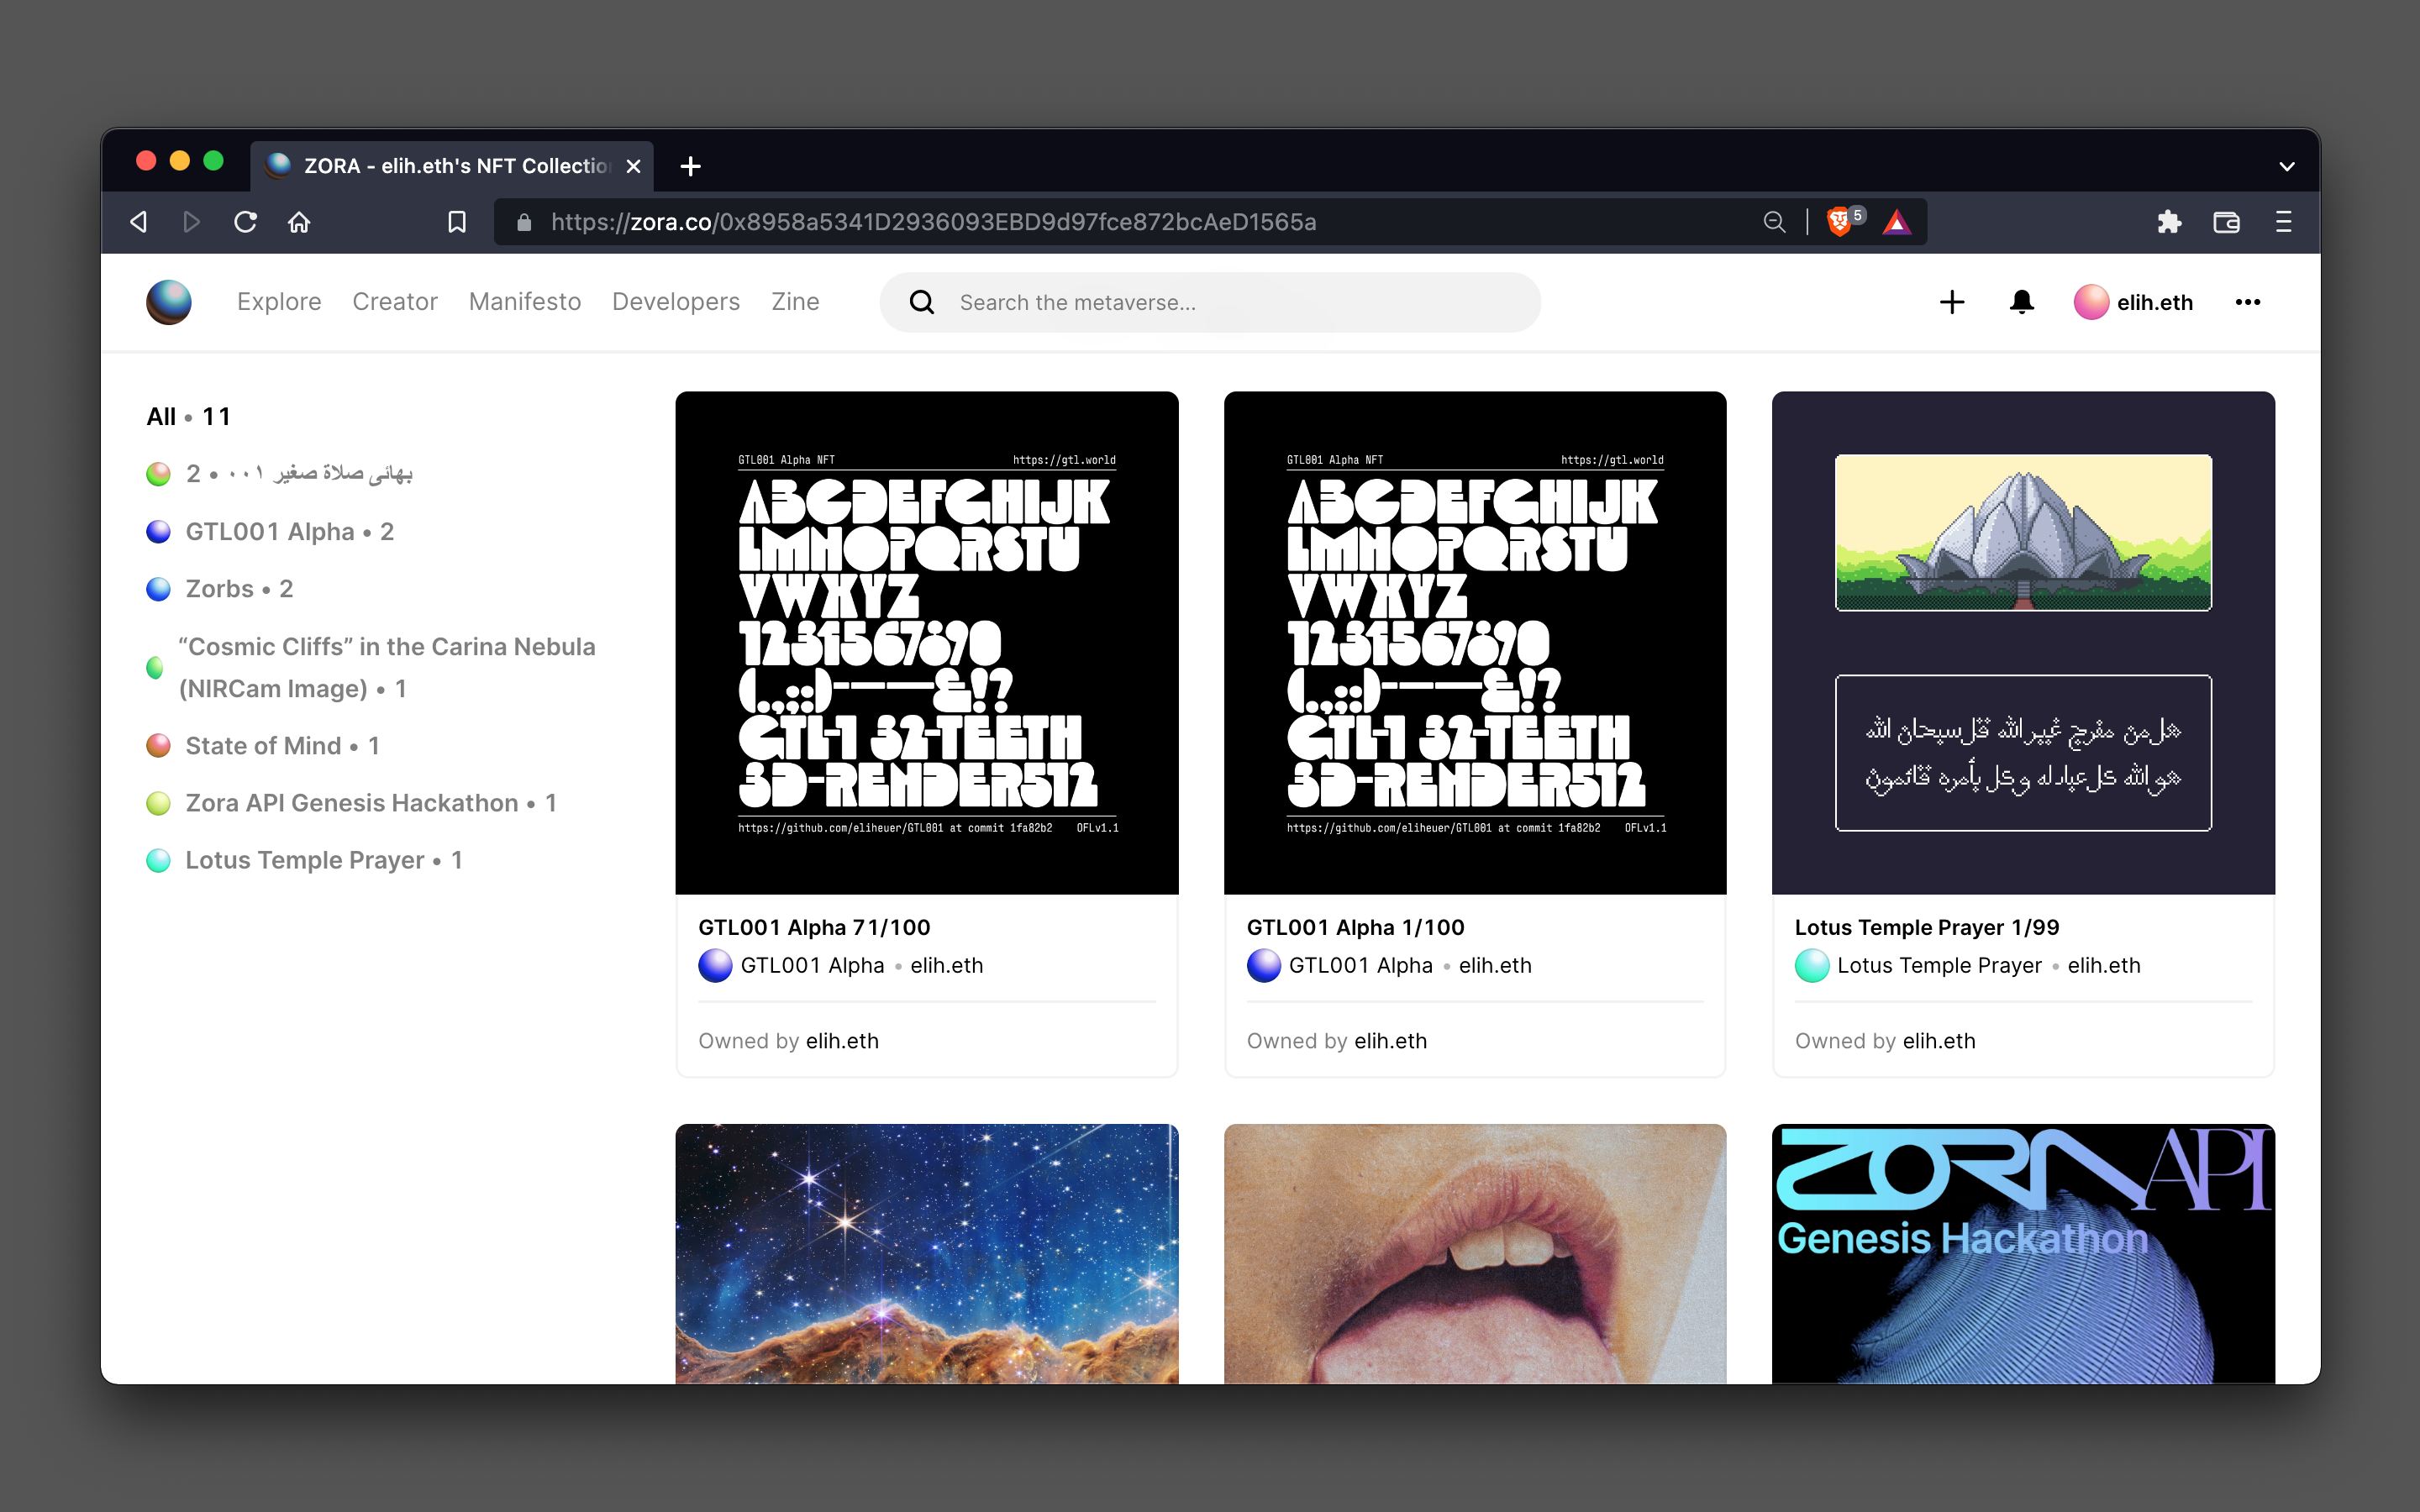 ZORA - elih.eth's NFT Collectio
https://zora.co/0x8958a5341D2936093EBD9d97fce872bcAeD1565a
5
Explore Creator Manifesto Developers Zine
Search the metaverse...
elih.eth
All • 11
بهائی صلاة صغير ٠٠١ • 2
GTL001 Alpha • 2
Zorbs • 2
“Cosmic Cliffs” in the Carina Nebula
(NIRCam Image) • 1
State of Mind • 1
Zora API Genesis Hackathon • 1
Lotus Temple Prayer • 1
GTL001 Alpha NFT https://gtl.world
ABCDEFGHIJK
LMNOPQRSTU
VWXYZ
1234567890
(.,;:)-–—&!?
GTL-1 32-TEETH
3D-RENDER512
https://github.com/eliheuer/GTL001 at commit 1fa82b2 OFLv1.1
GTL001 Alpha 71/100
GTL001 Alpha • elih.eth
Owned by elih.eth
GTL001 Alpha NFT https://gtl.world
ABCDEFGHIJK
LMNOPQRSTU
VWXYZ
1234567890
(.,;:)-–—&!?
GTL-1 32-TEETH
3D-RENDER512
https://github.com/eliheuer/GTL001 at commit 1fa82b2 OFLv1.1
GTL001 Alpha 1/100
GTL001 Alpha • elih.eth
Owned by elih.eth
هل من مفرج غير الله قل سبحان الله
هو الله كل عباد له وكل بأمره قائمون
Lotus Temple Prayer 1/99
Lotus Temple Prayer • elih.eth
Owned by elih.eth
ZORA API
Genesis Hackathon